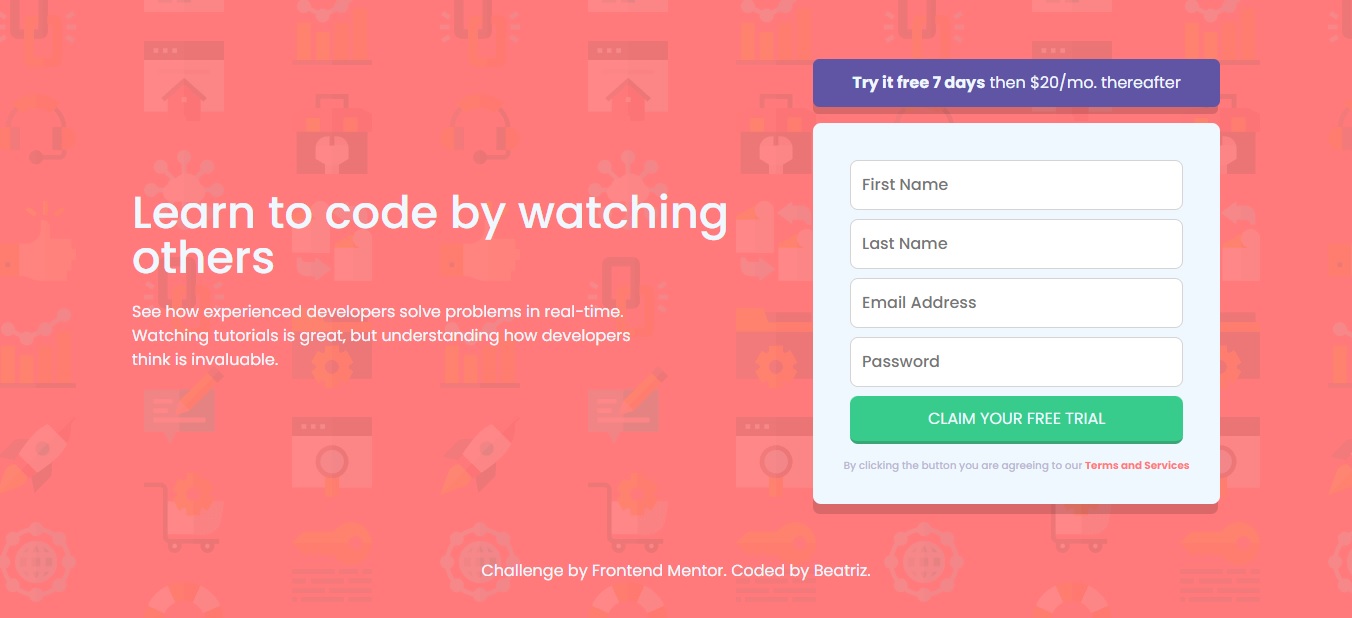 Try it free 7 days then $20/mo. thereafter
Learn to code by watching
others
See how experienced developers solve problems in real-time.
Watching tutorials is great, but understanding how developers
think is invaluable.
First Name
Last Name
Email Address
Password
CLAIM YOUR FREE TRIAL
By clicking the button you are agreeing to our Terms and Services
Challenge by Frontend Mentor. Coded by Beatriz.